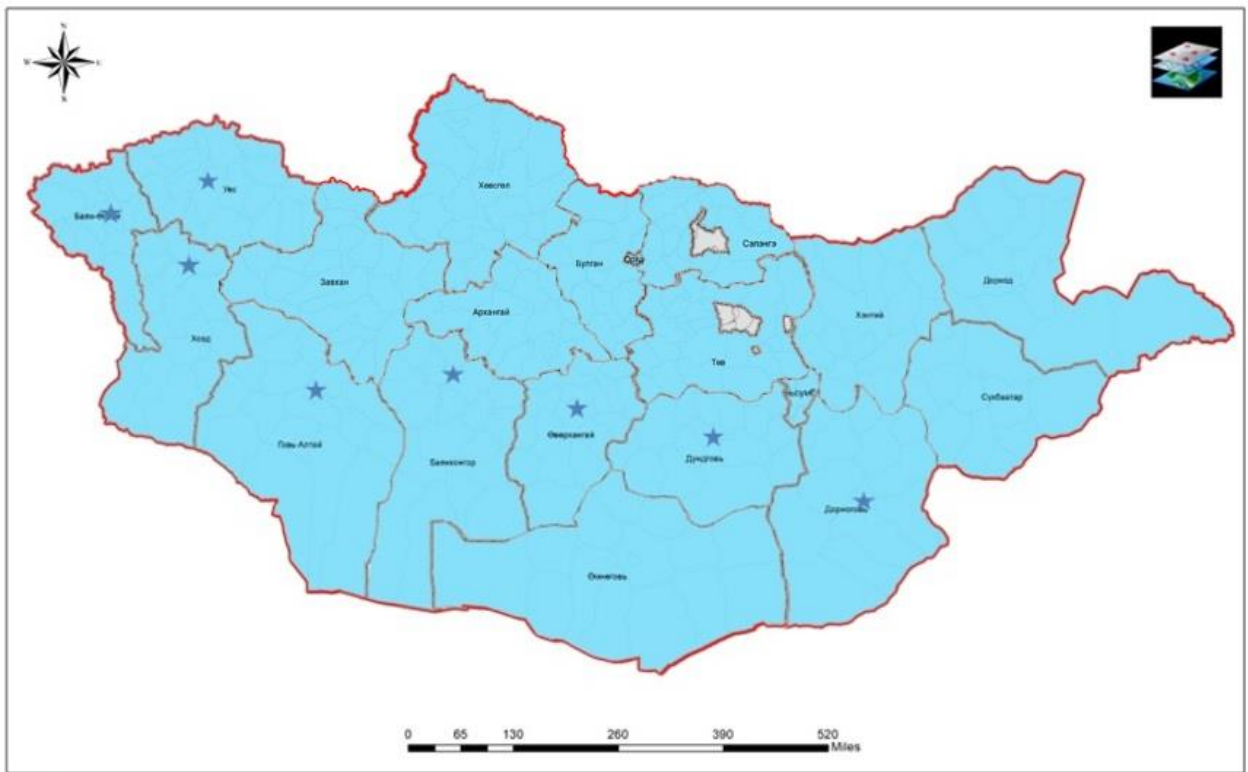 N
W
S
Хөвсгөл
Увс
Баян-Өлгий
Сэлэнгэ
Булган
Завхан
Дорнод
Архангай
Хэнтий
Ховд
Төв
Сүхбаатар
Өвөрхангай
Говь-Алтай
Дундговь
Баянхонгор
Дорноговь
Өмнөговь
0 65 130 260 390 520
Miles